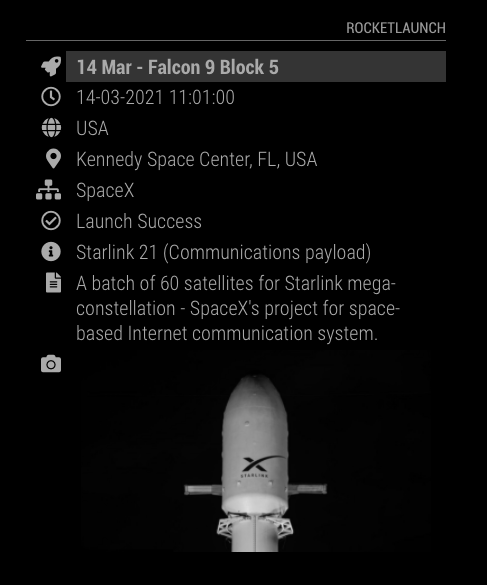 ROCKETLAUNCH
14 Mar - Falcon 9 Block 5
14-03-2021 11:01:00
USA
Kennedy Space Center, FL, USA
SpaceX
Launch Success
Starlink 21 (Communications payload)
A batch of 60 satellites for Starlink mega-
constellation - SpaceX's project for space-
based Internet communication system.
X
STARLINK